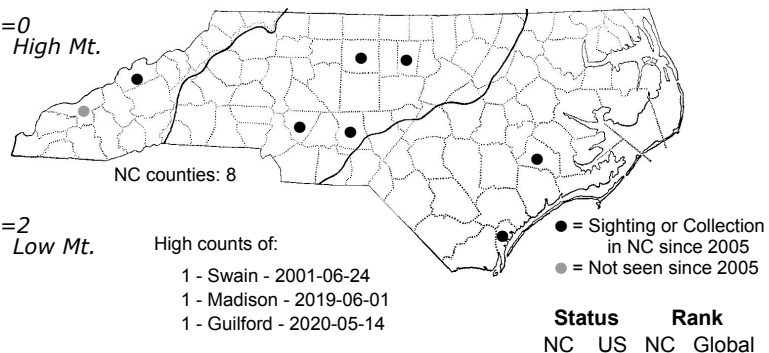 =0
High Mt.
NC counties: 8
=2
Low Mt.
High counts of:
1 - Swain - 2001-06-24
1 - Madison - 2019-06-01
1 - Guilford - 2020-05-14
= Sighting or Collection
in NC since 2005
= Not seen since 2005
Status Rank
NC US NC Global